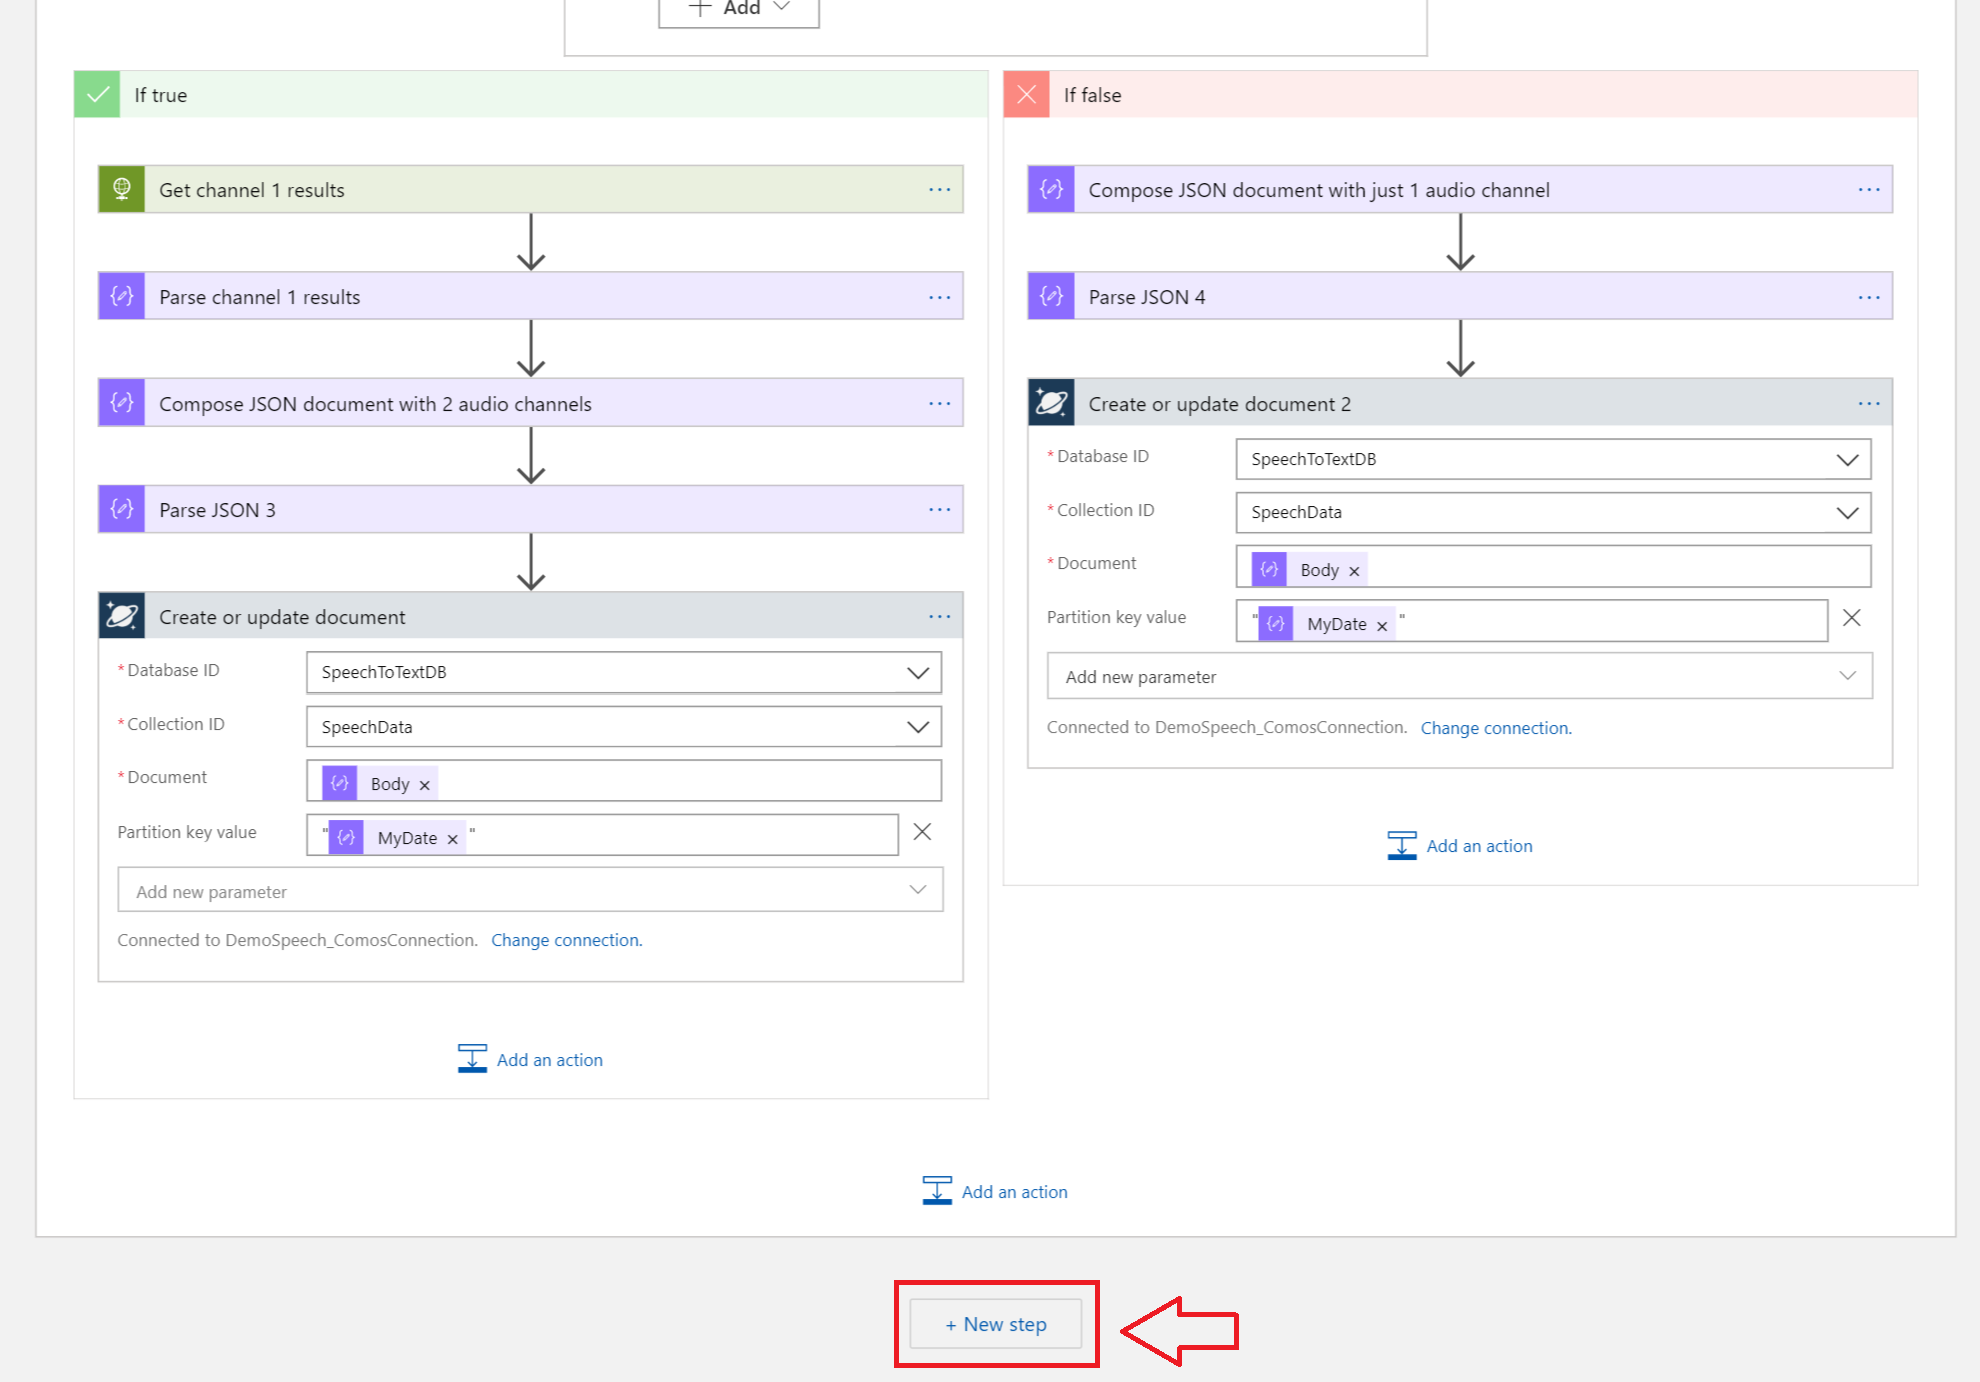 + Add
If true
Get channel 1 results
Parse channel 1 results
Compose JSON document with 2 audio channels
Parse JSON 3
Create or update document
* Database ID SpeechToTextDB
* Collection ID SpeechData
* Document Body ×
Partition key value " MyDate × "
Add new parameter
Connected to DemoSpeech_ComosConnection. Change connection.
Add an action
If false
Compose JSON document with just 1 audio channel
Parse JSON 4
Create or update document 2
* Database ID SpeechToTextDB
* Collection ID SpeechData
* Document Body ×
Partition key value " MyDate × "
Add new parameter
Connected to DemoSpeech_ComosConnection. Change connection.
Add an action
Add an action
+ New step